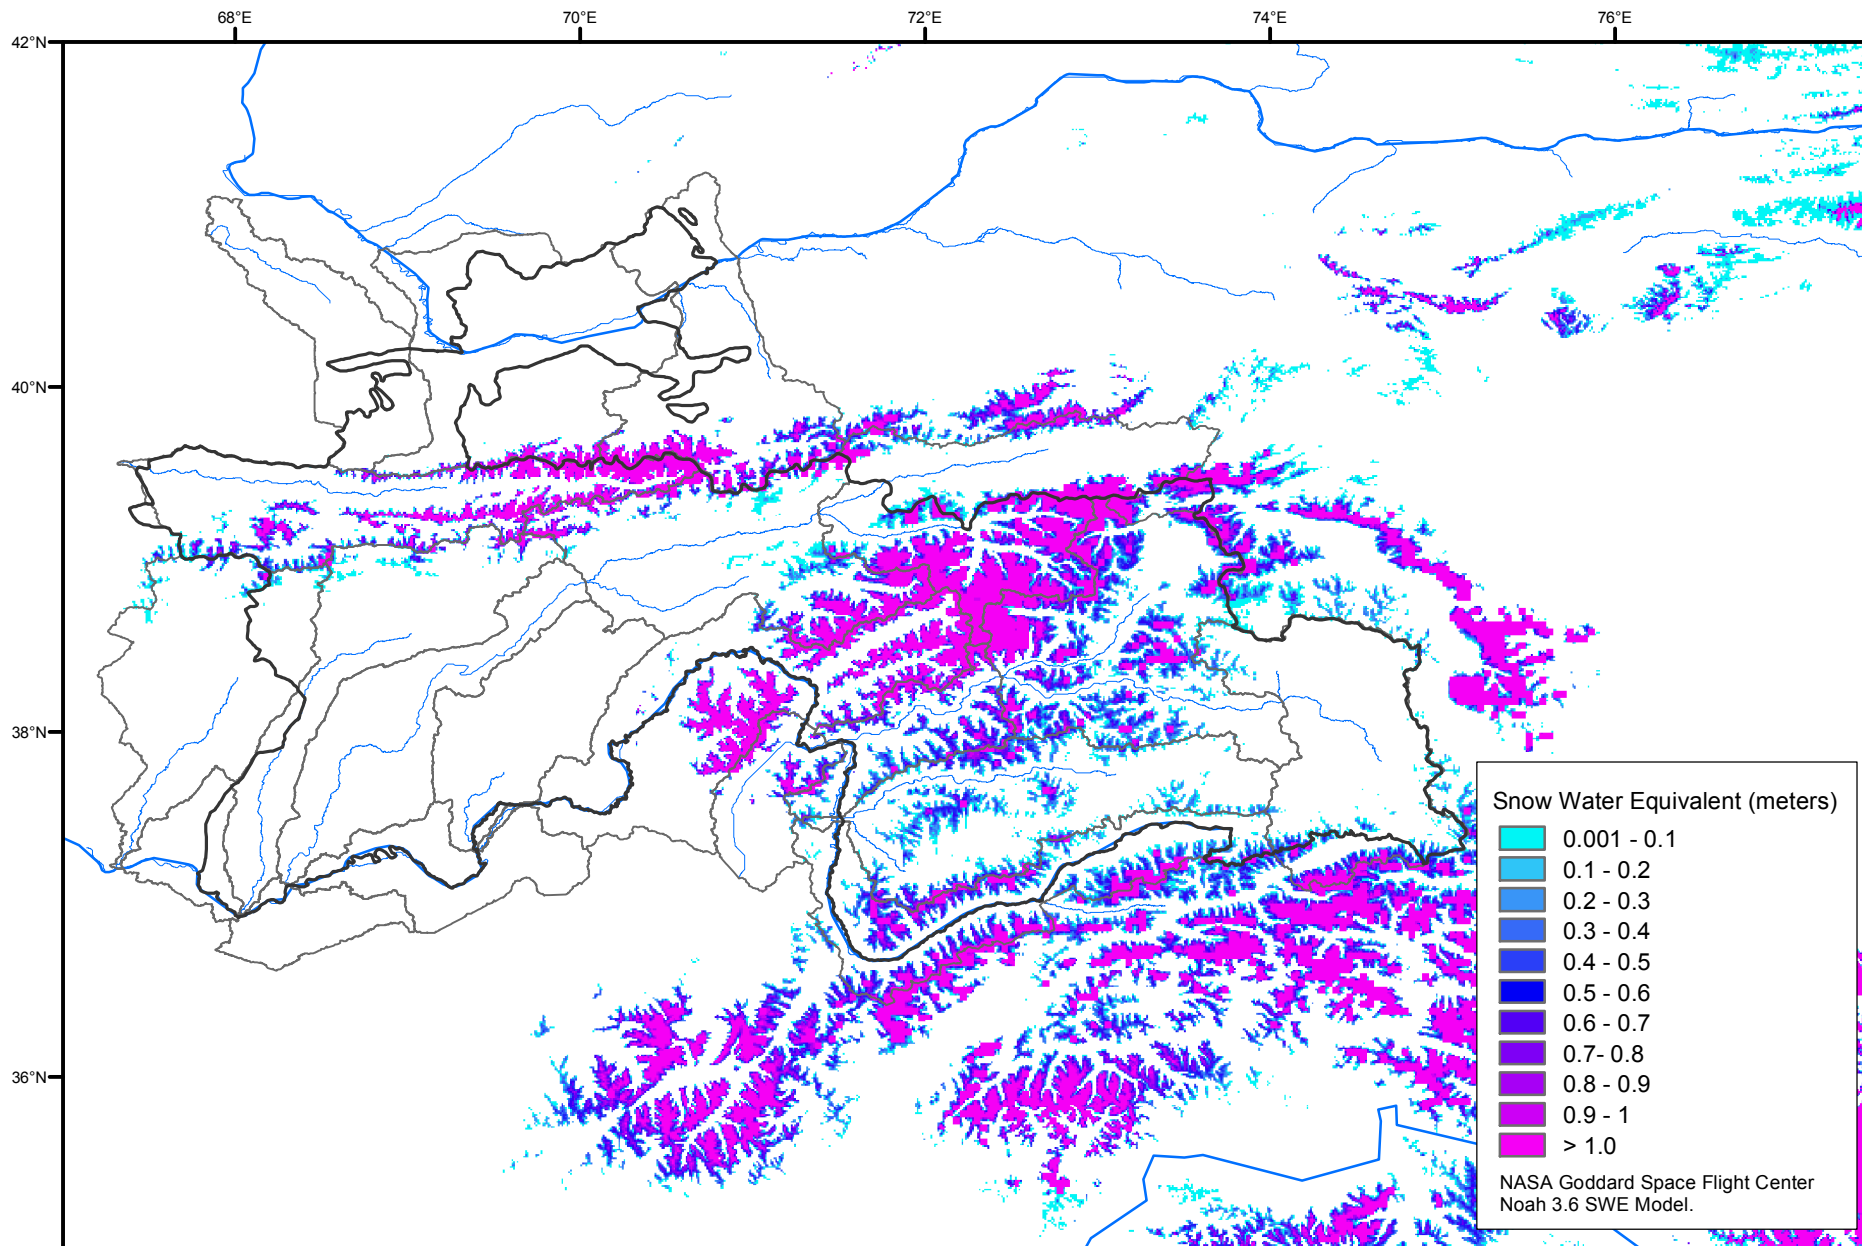 68°E 70°E 72°E 74°E 76°E
42°N
40°N
38°N
36°N
Snow Water Equivalent (meters)
0.001 - 0.1
0.1 - 0.2
0.2 - 0.3
0.3 - 0.4
0.4 - 0.5
0.5 - 0.6
0.6 - 0.7
0.7- 0.8
0.8 - 0.9
0.9 - 1
> 1.0
NASA Goddard Space Flight Center
Noah 3.6 SWE Model.